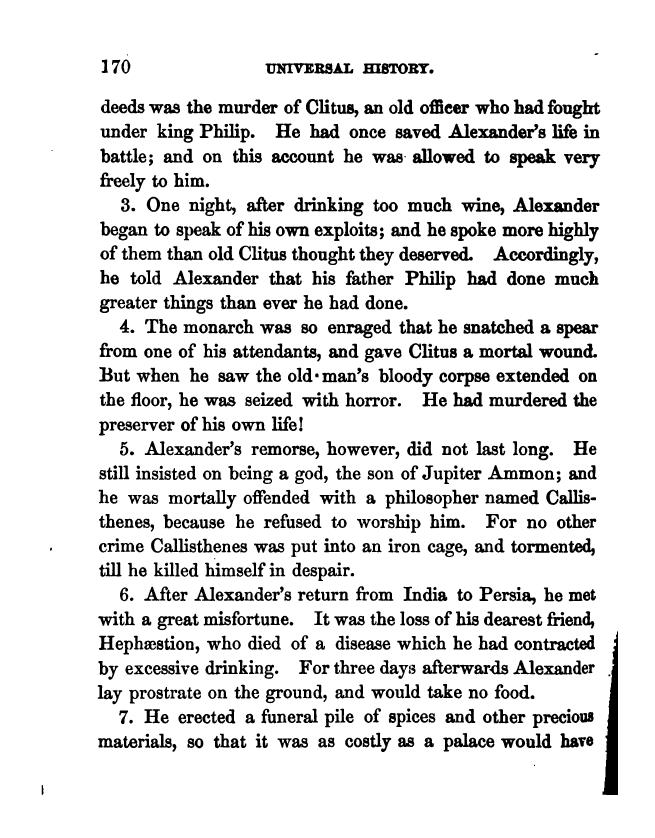 170 UNIVERSAL HISTORY.
deeds was the murder of Clitus, an old officer who had fought
under king Philip. He had once saved Alexander's life in
battle; and on this account he was allowed to speak very
freely to him.
3. One night, after drinking too much wine, Alexander
began to speak of his own exploits; and he spoke more highly
of them than old Clitus thought they deserved. Accordingly,
he told Alexander that his father Philip had done much
greater things than ever he had done.
4. The monarch was so enraged that he snatched a spear
from one of his attendants, and gave Clitus a mortal wound.
But when he saw the old man's bloody corpse extended on
the floor, he was seized with horror. He had murdered the
preserver of his own life!
5. Alexander's remorse, however, did not last long. He
still insisted on being a god, the son of Jupiter Ammon; and
he was mortally offended with a philosopher named Callis-
thenes, because he refused to worship him. For no other
crime Callisthenes was put into an iron cage, and tormented,
till he killed himself in despair.
6. After Alexander's return from India to Persia, he met
with a great misfortune. It was the loss of his dearest friend,
Hephæstion, who died of a disease which he had contracted
by excessive drinking. For three days afterwards Alexander
lay prostrate on the ground, and would take no food.
7. He erected a funeral pile of spices and other precious
materials, so that it was as costly as a palace would have